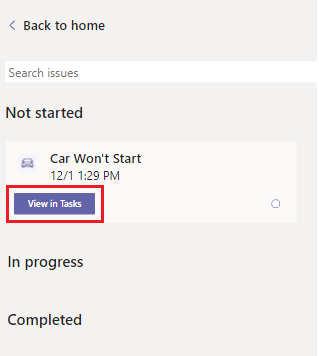 Back to home
Search issues
Not started
Car Won't Start
12/1 1:29 PM
View in Tasks
In progress
Completed